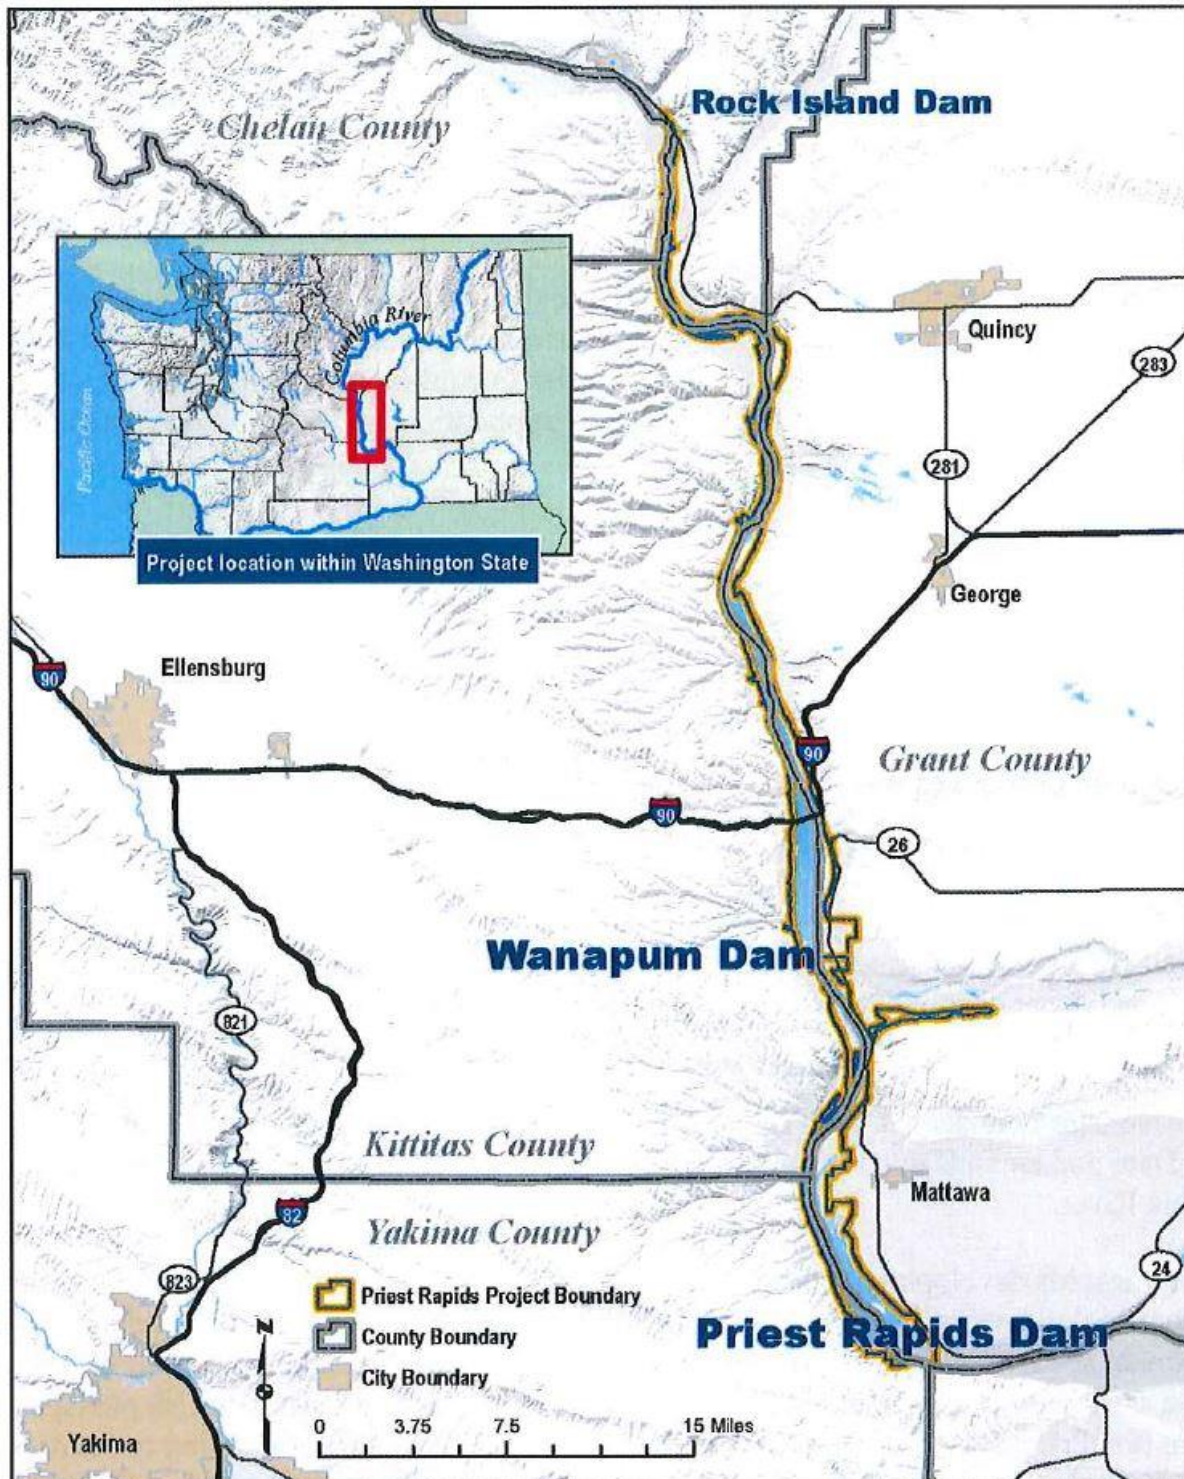 Rock Island Dam
Chelan County
Columbia River
Pacific Ocean
Project location within Washington State
Quincy
283
281
George
Ellensburg
90
90
Grant County
90
26
Wanapum Dam
821
Kittitas County
Mattawa
82
Yakima County
24
823
Priest Rapids Project Boundary
N
County Boundary
Priest Rapids Dam
City Boundary
0 3.75 7.5 15 Miles
Yakima